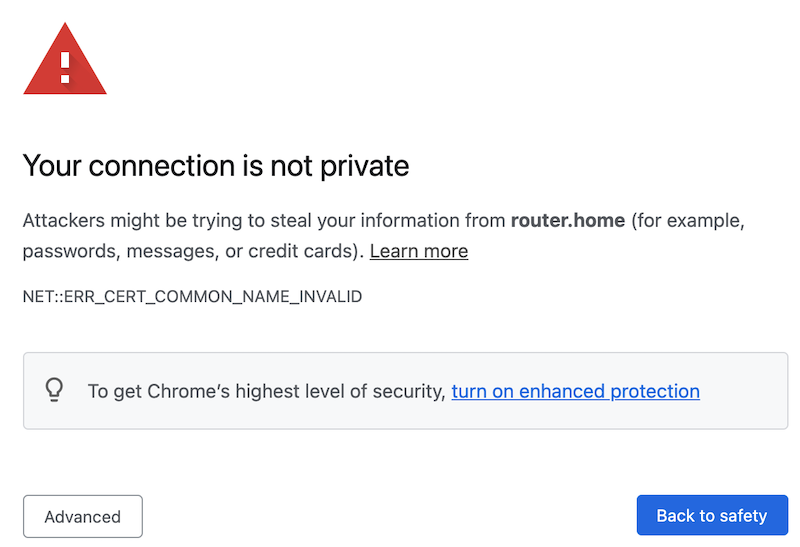 Your connection is not private
Attackers might be trying to steal your information from router.home (for example,
passwords, messages, or credit cards). Learn more
NET::ERR_CERT_COMMON_NAME_INVALID
To get Chrome’s highest level of security, turn on enhanced protection
Advanced
Back to safety